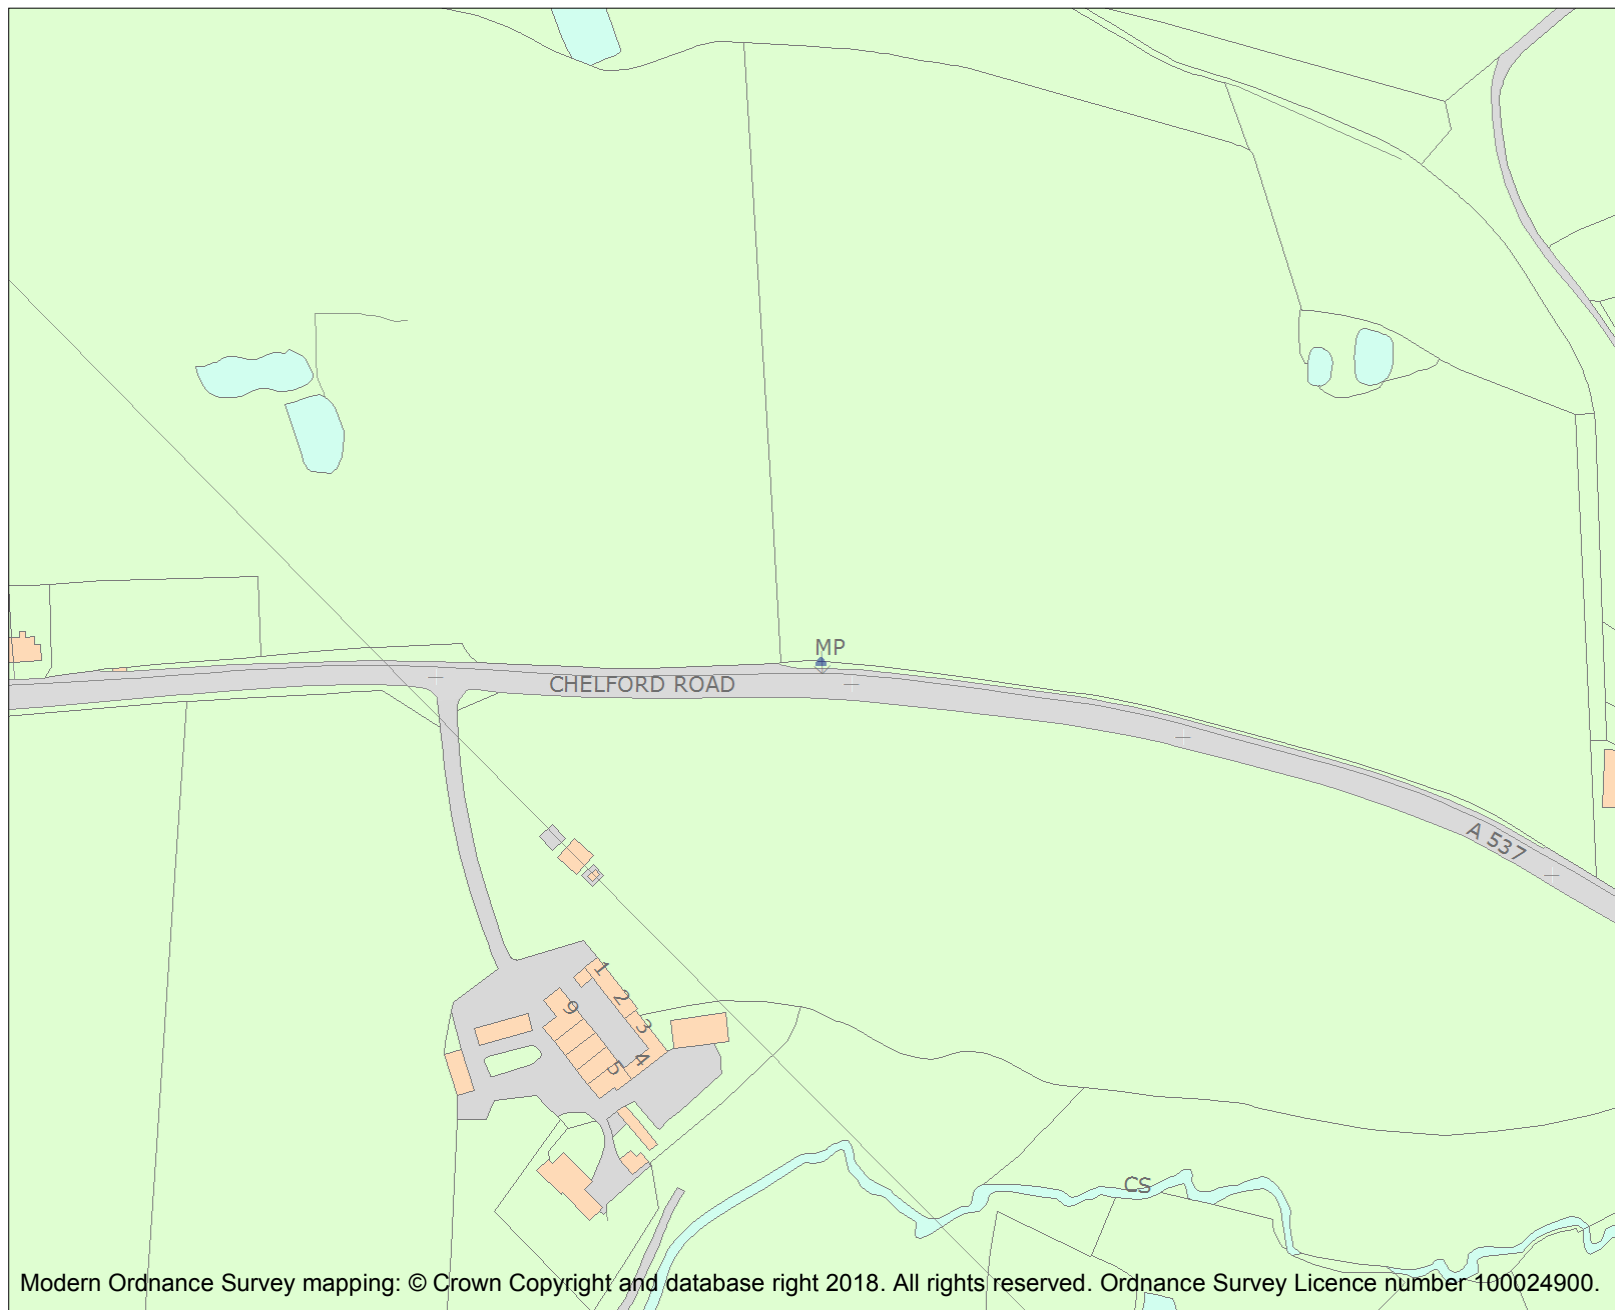 MP
CHELFORD ROAD
A 537
1
2
9
3
4
5
CS
Modern Ordnance Survey mapping: © Crown Copyright and database right 2018. All rights reserved. Ordnance Survey Licence number 100024900.